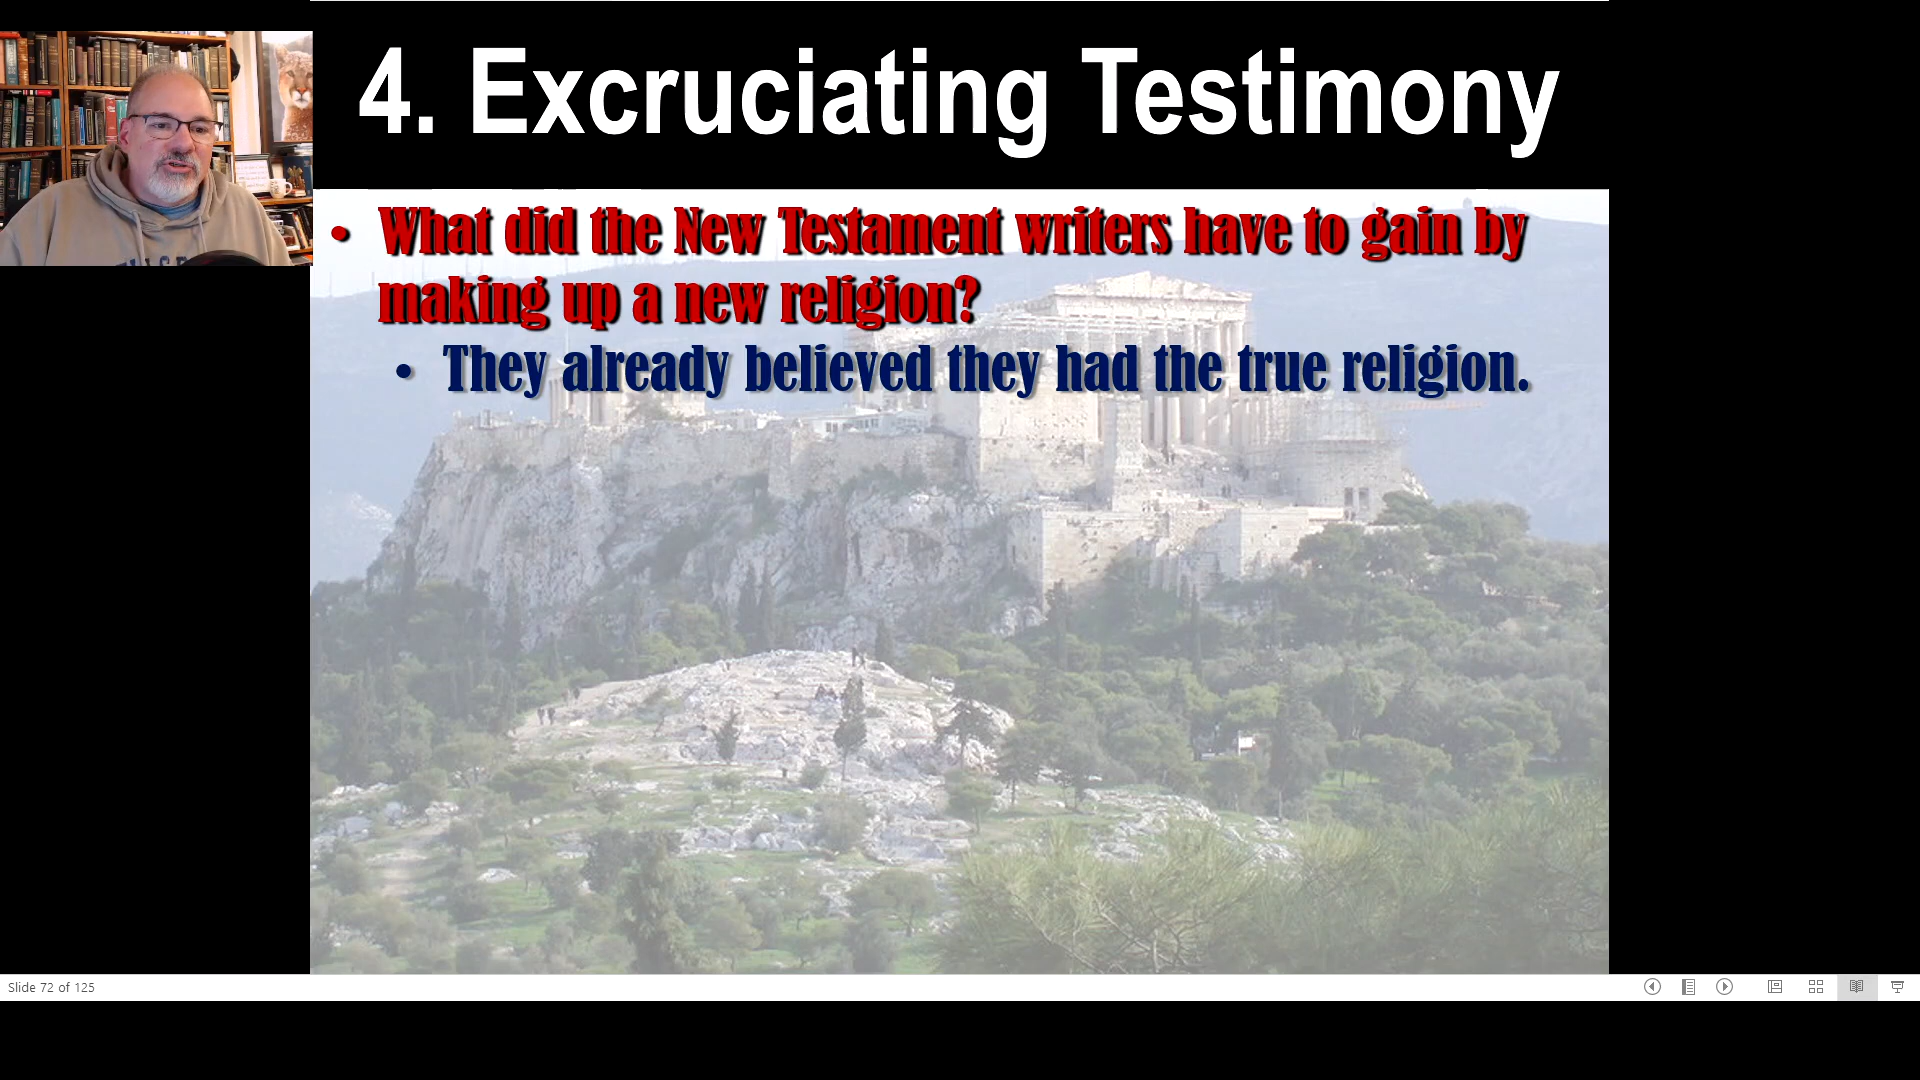 4. Excruciating Testimony
• What did the New Testament writers have to gain by
making up a new religion?
• They already believed they had the true religion.
Slide 72 of 125